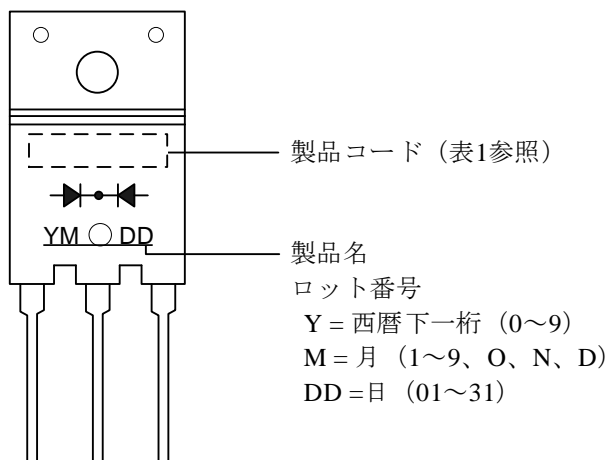 製品コード（表1参照）
YM DD
製品名
ロット番号
Y = 西暦下一桁（0～9）
M = 月（1～9、O、N、D）
DD =日（01～31）